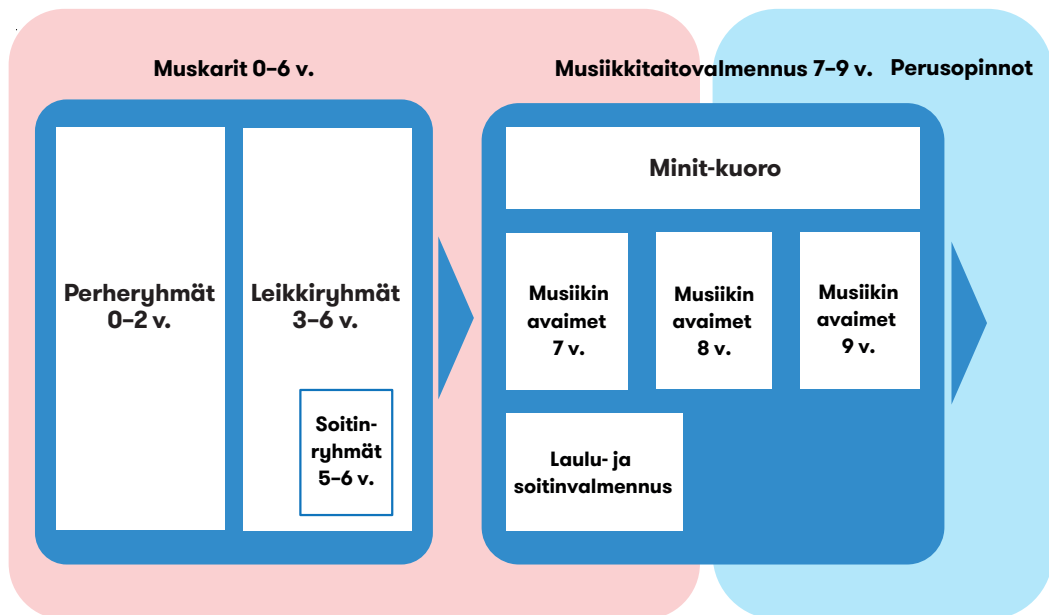 Muskarit 0–6 v.
Musiikkitaitovalmennus 7–9 v.
Perusopinnot
Perheryhmät
0–2 v.
Leikkiryhmät
3–6 v.
Soitin-
ryhmät
5–6 v.
Minit-kuoro
Musiikin
avaimet
7 v.
Musiikin
avaimet
8 v.
Musiikin
avaimet
9 v.
Laulu- ja
soitinvalmennus